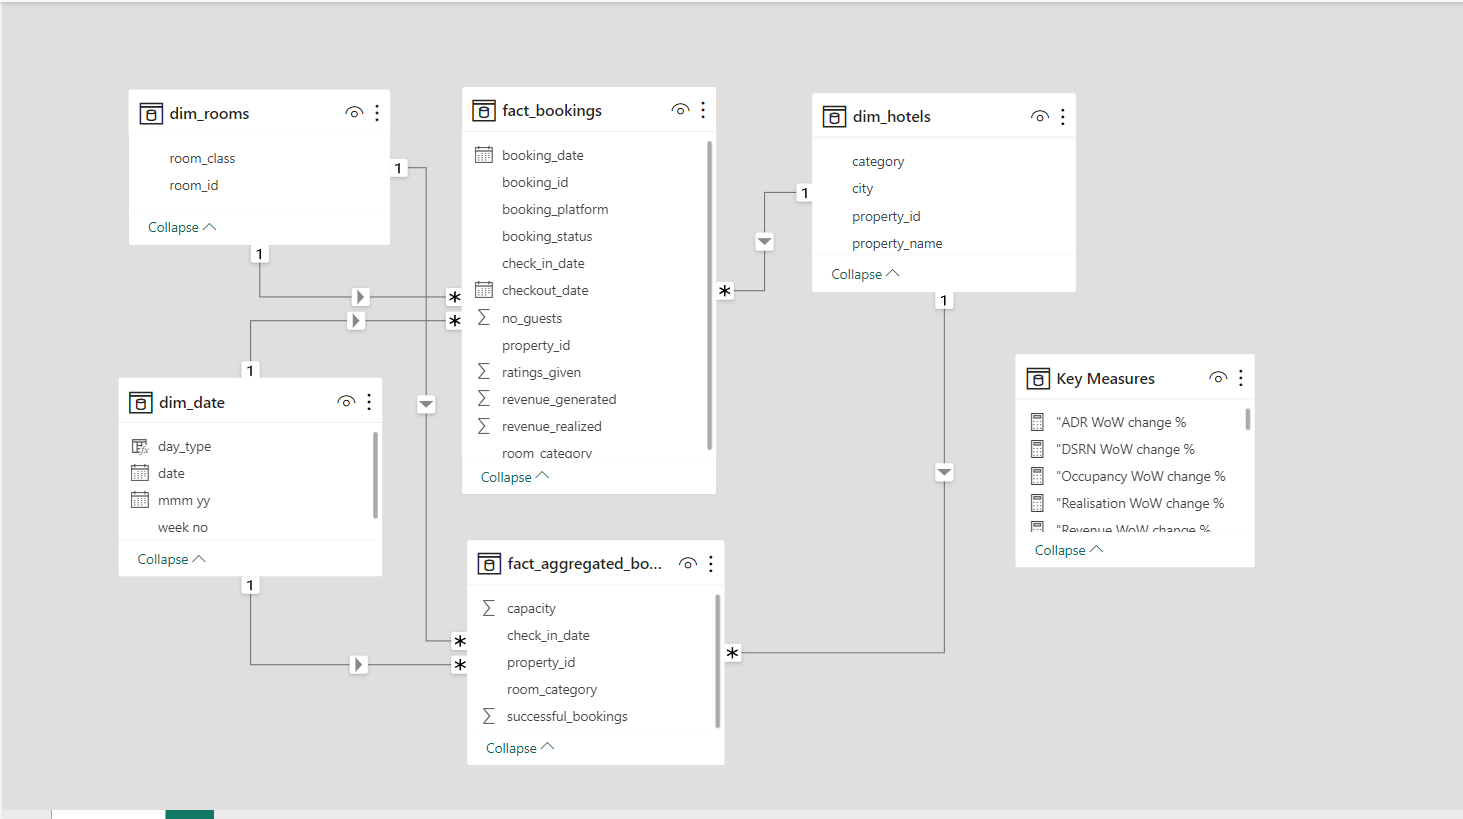 dim_rooms
room_class
room_id
Collapse
1
1
fact_bookings
booking_date
booking_id
booking_platform
booking_status
check_in_date
checkout_date
no_guests
property_id
ratings_given
revenue_generated
revenue_realized
room_category
Collapse
*
*
*
dim_hotels
category
city
property_id
property_name
Collapse
1
1
dim_date
day_type
date
mmm yy
week no
Collapse
1
1
fact_aggregated_bo...
capacity
check_in_date
property_id
room_category
successful_bookings
Collapse
*
*
*
Key Measures
"ADR WoW change %
"DSRN WoW change %
"Occupancy WoW change %
"Realisation WoW change %
"Revenue WoW change %
Collapse